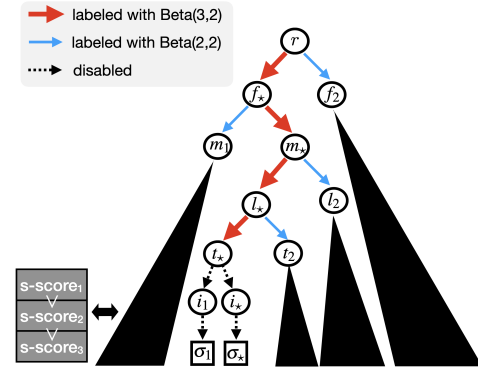 labeled with Beta(3,2)
labeled with Beta(2,2)
disabled
r
f⋆ f₂
m₁ m⋆
l⋆ l₂
t⋆ t₂
i₁ i⋆
σ₁ σ⋆
s-score₁
s-score₂
s-score₃